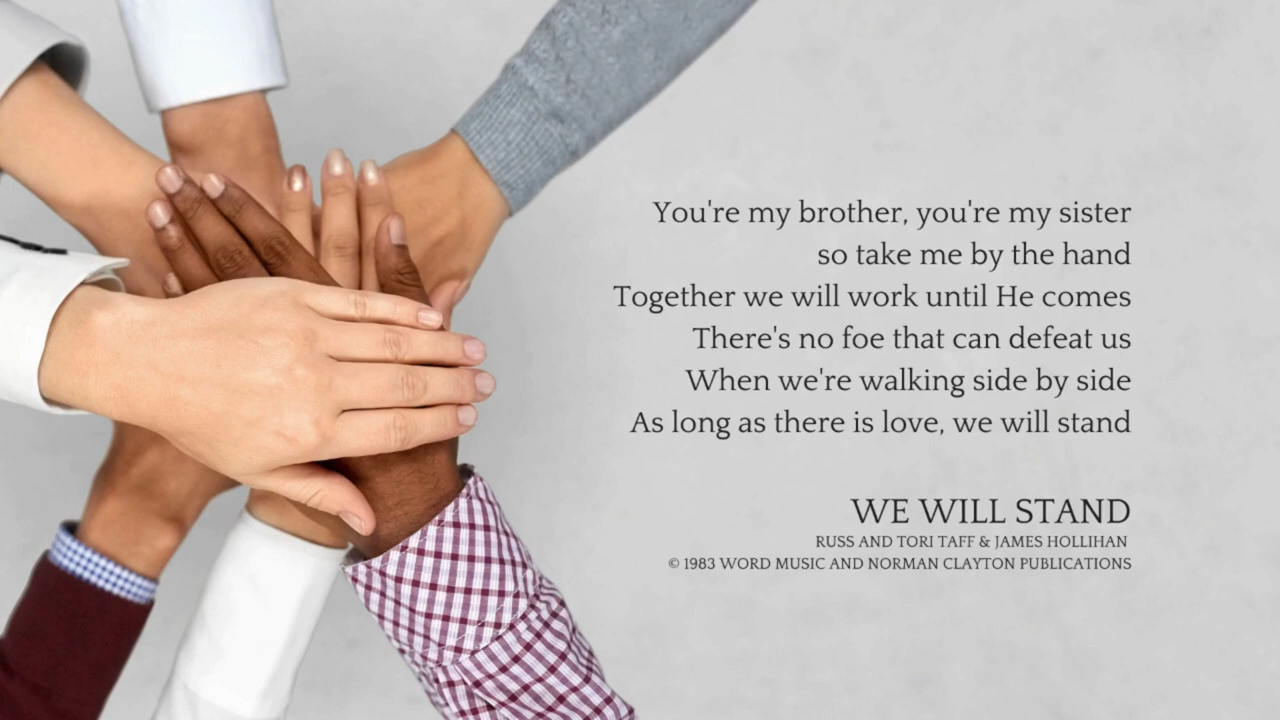 You're my brother, you're my sister
so take me by the hand
Together we will work until He comes
There's no foe that can defeat us
When we're walking side by side
As long as there is love, we will stand
WE WILL STAND
RUSS AND TORI TAFF & JAMES HOLLIHAN
© 1983 WORD MUSIC AND NORMAN CLAYTON PUBLICATIONS